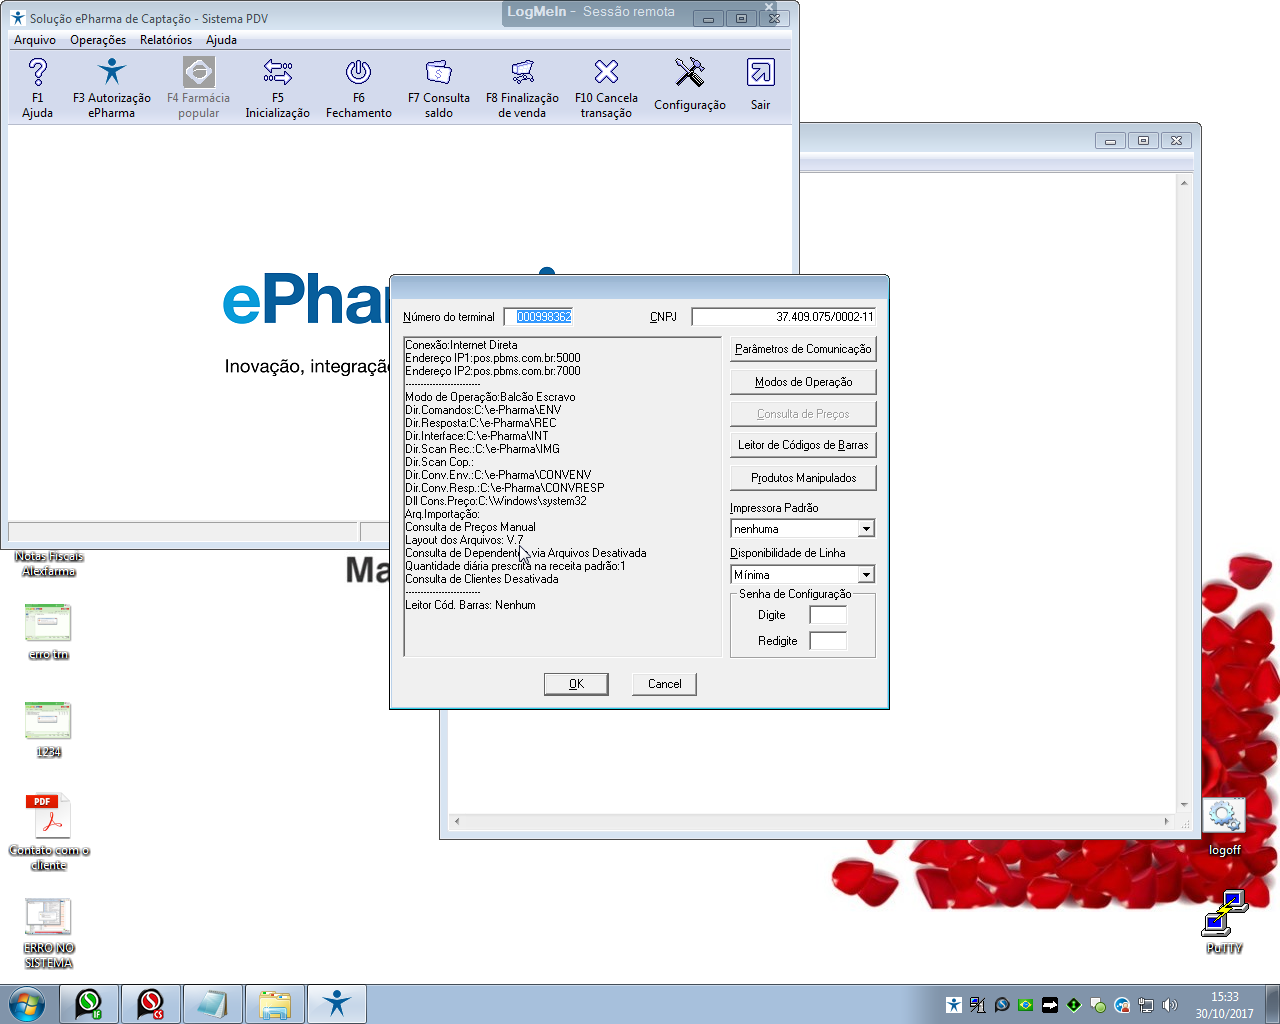 Solução ePharma de Captação - Sistema PDV
LogMeIn - Sessão remota
Arquivo Operações Relatórios Ajuda
F1 Ajuda
F3 Autorização ePharma
F4 Farmácia popular
F5 Inicialização
F6 Fechamento
F7 Consulta saldo
F8 Finalização de venda
F10 Cancela transação
Configuração
Sair
ePhar
Inovação, integração
Número do terminal 000998362 CNPJ 37.409.075/0002-11
Conexão:Internet Direta
Endereço IP1:pos.pbms.com.br:5000
Endereço IP2:pos.pbms.com.br:7000
-------------------------
Modo de Operação:Balcão Escravo
Dir.Comandos:C:\e-Pharma\ENV
Dir.Resposta:C:\e-Pharma\REC
Dir.Interface:C:\e-Pharma\INT
Dir.Scan Rec.:C:\e-Pharma\IMG
Dir.Scan Cop.:
Dir.Conv.Env.:C:\e-Pharma\CONVENV
Dir.Conv.Resp.:C:\e-Pharma\CONVRESP
Dll Cons.Preço:C:\Windows\system32
Arq.Importação:
Consulta de Preços Manual
Layout dos Arquivos: V.7
Consulta de Dependente via Arquivos Desativada
Quantidade diária prescrita na receita padrão:1
Consulta de Clientes Desativada
-------------------------
Leitor Cód. Barras: Nenhum
Parâmetros de Comunicação
Modos de Operação
Consulta de Preços
Leitor de Códigos de Barras
Produtos Manipulados
Impressora Padrão
nenhuma
Disponibilidade de Linha
Mínima
Senha de Configuração
Digite
Redigite
OK Cancel
Ma
Notas Fiscais
Alexfarma
erro trn
1234
PDF
Contato com o
cliente
ERRO NO
SISTEMA
logoff
PuTTY
15:33
30/10/2017